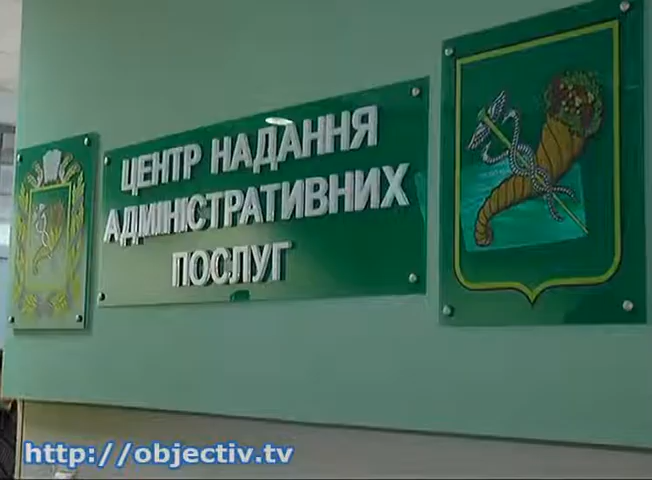 ЦЕНТР НАДАННЯ
АДМІНІСТРАТИВНИХ
ПОСЛУГ
http://objectiv.tv